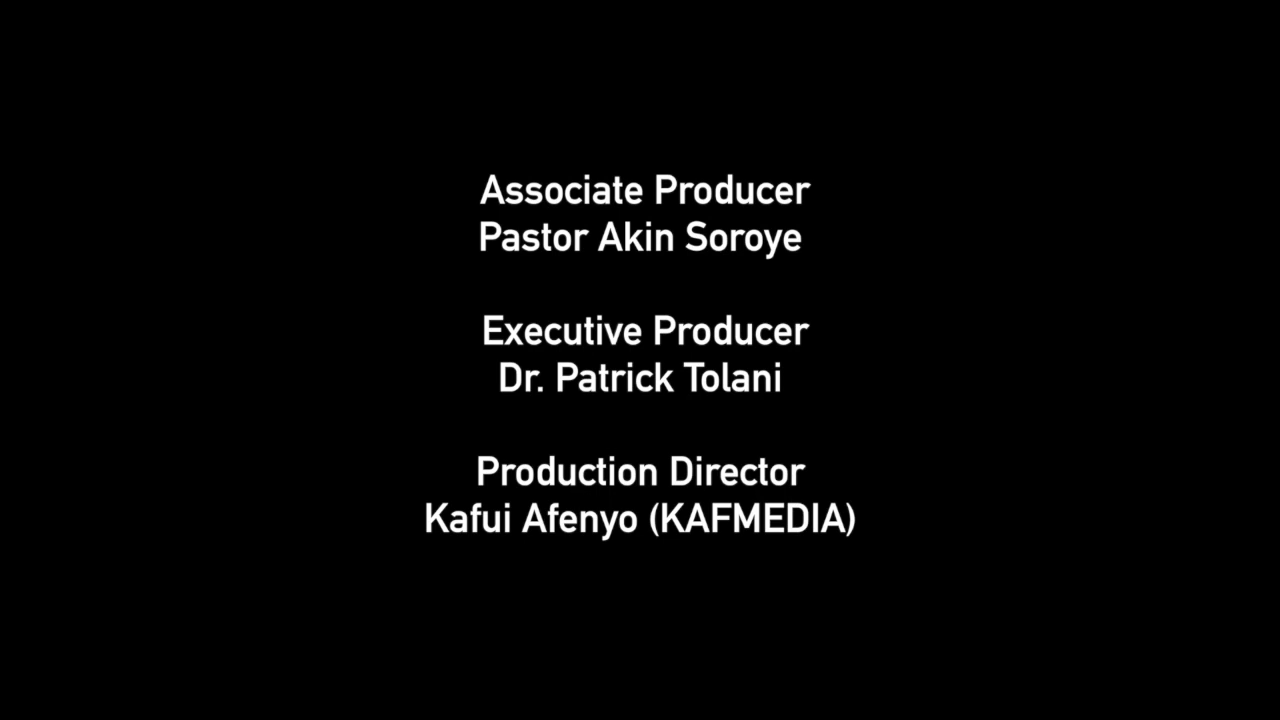 Associate Producer
Pastor Akin Soroye
Executive Producer
Dr. Patrick Tolani
Production Director
Kafui Afenyo (KAFMEDIA)